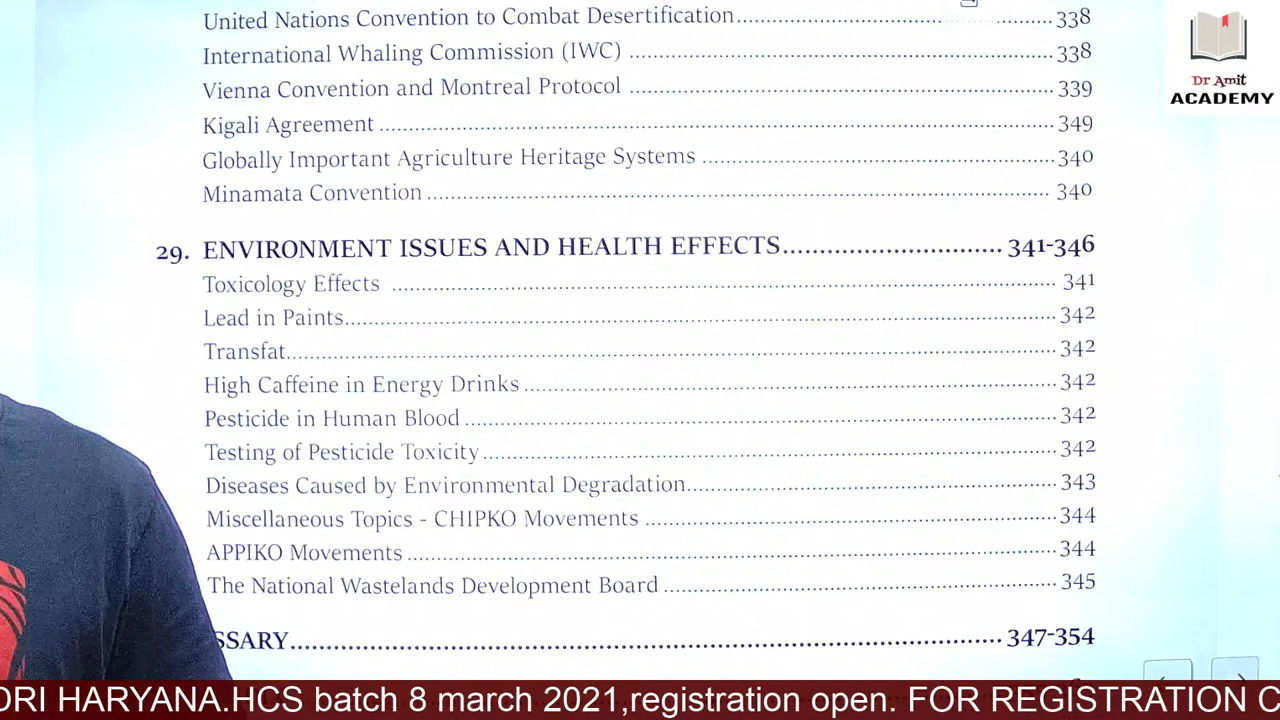 United Nations Convention to Combat Desertification.....338
International Whaling Commission (IWC) .....338
Vienna Convention and Montreal Protocol .....339
Kigali Agreement .....349
Globally Important Agriculture Heritage Systems .....340
Minamata Convention .....340
29. ENVIRONMENT ISSUES AND HEALTH EFFECTS..... 341-346
Toxicology Effects ..... 341
Lead in Paints.....342
Transfat.....342
High Caffeine in Energy Drinks .....342
Pesticide in Human Blood .....342
Testing of Pesticide Toxicity.....342
Diseases Caused by Environmental Degradation.....343
Miscellaneous Topics - CHIPKO Movements .....344
APPIKO Movements .....344
The National Wastelands Development Board .....345
SSARY..... 347-354
Dr Amit
ACADEMY
ORI HARYANA.HCS batch 8 march 2021,registration open. FOR REGISTRATION C